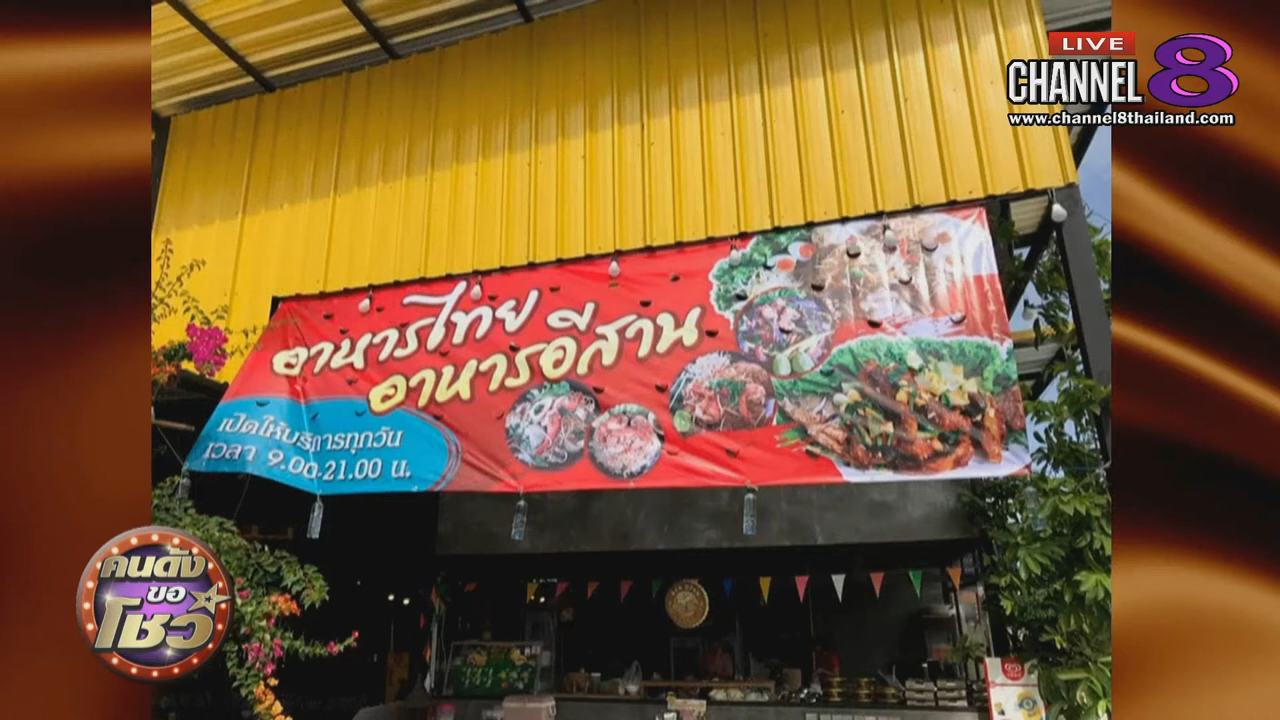 LIVE
CHANNEL 8
www.channel8thailand.com
อาหารไทย
อาหารอีสาน
เปิดให้บริการทุกวัน
เวลา 9.00-21.00 น.
คนดัง
ขอ
โชว์